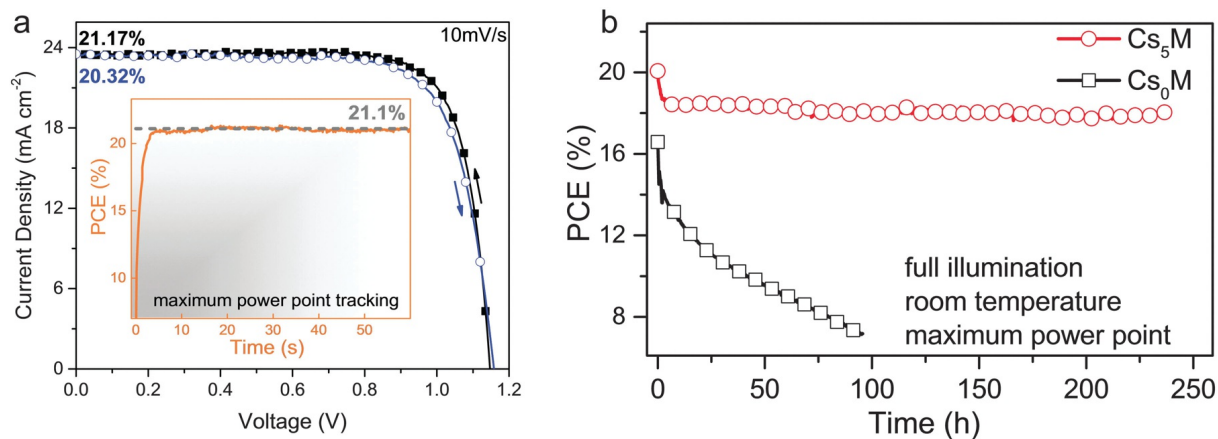 a
24
18
12
6
0
Current Density (mA cm⁻²)
21.17%
20.32%
10mV/s
21.1%
20
15
10
PCE (%)
maximum power point tracking
0 10 20 30 40 50
Time (s)
0.0 0.2 0.4 0.6 0.8 1.0 1.2
Voltage (V)
b
20
16
12
8
PCE (%)
Cs₅M
Cs₀M
full illumination
room temperature
maximum power point
0 50 100 150 200 250
Time (h)